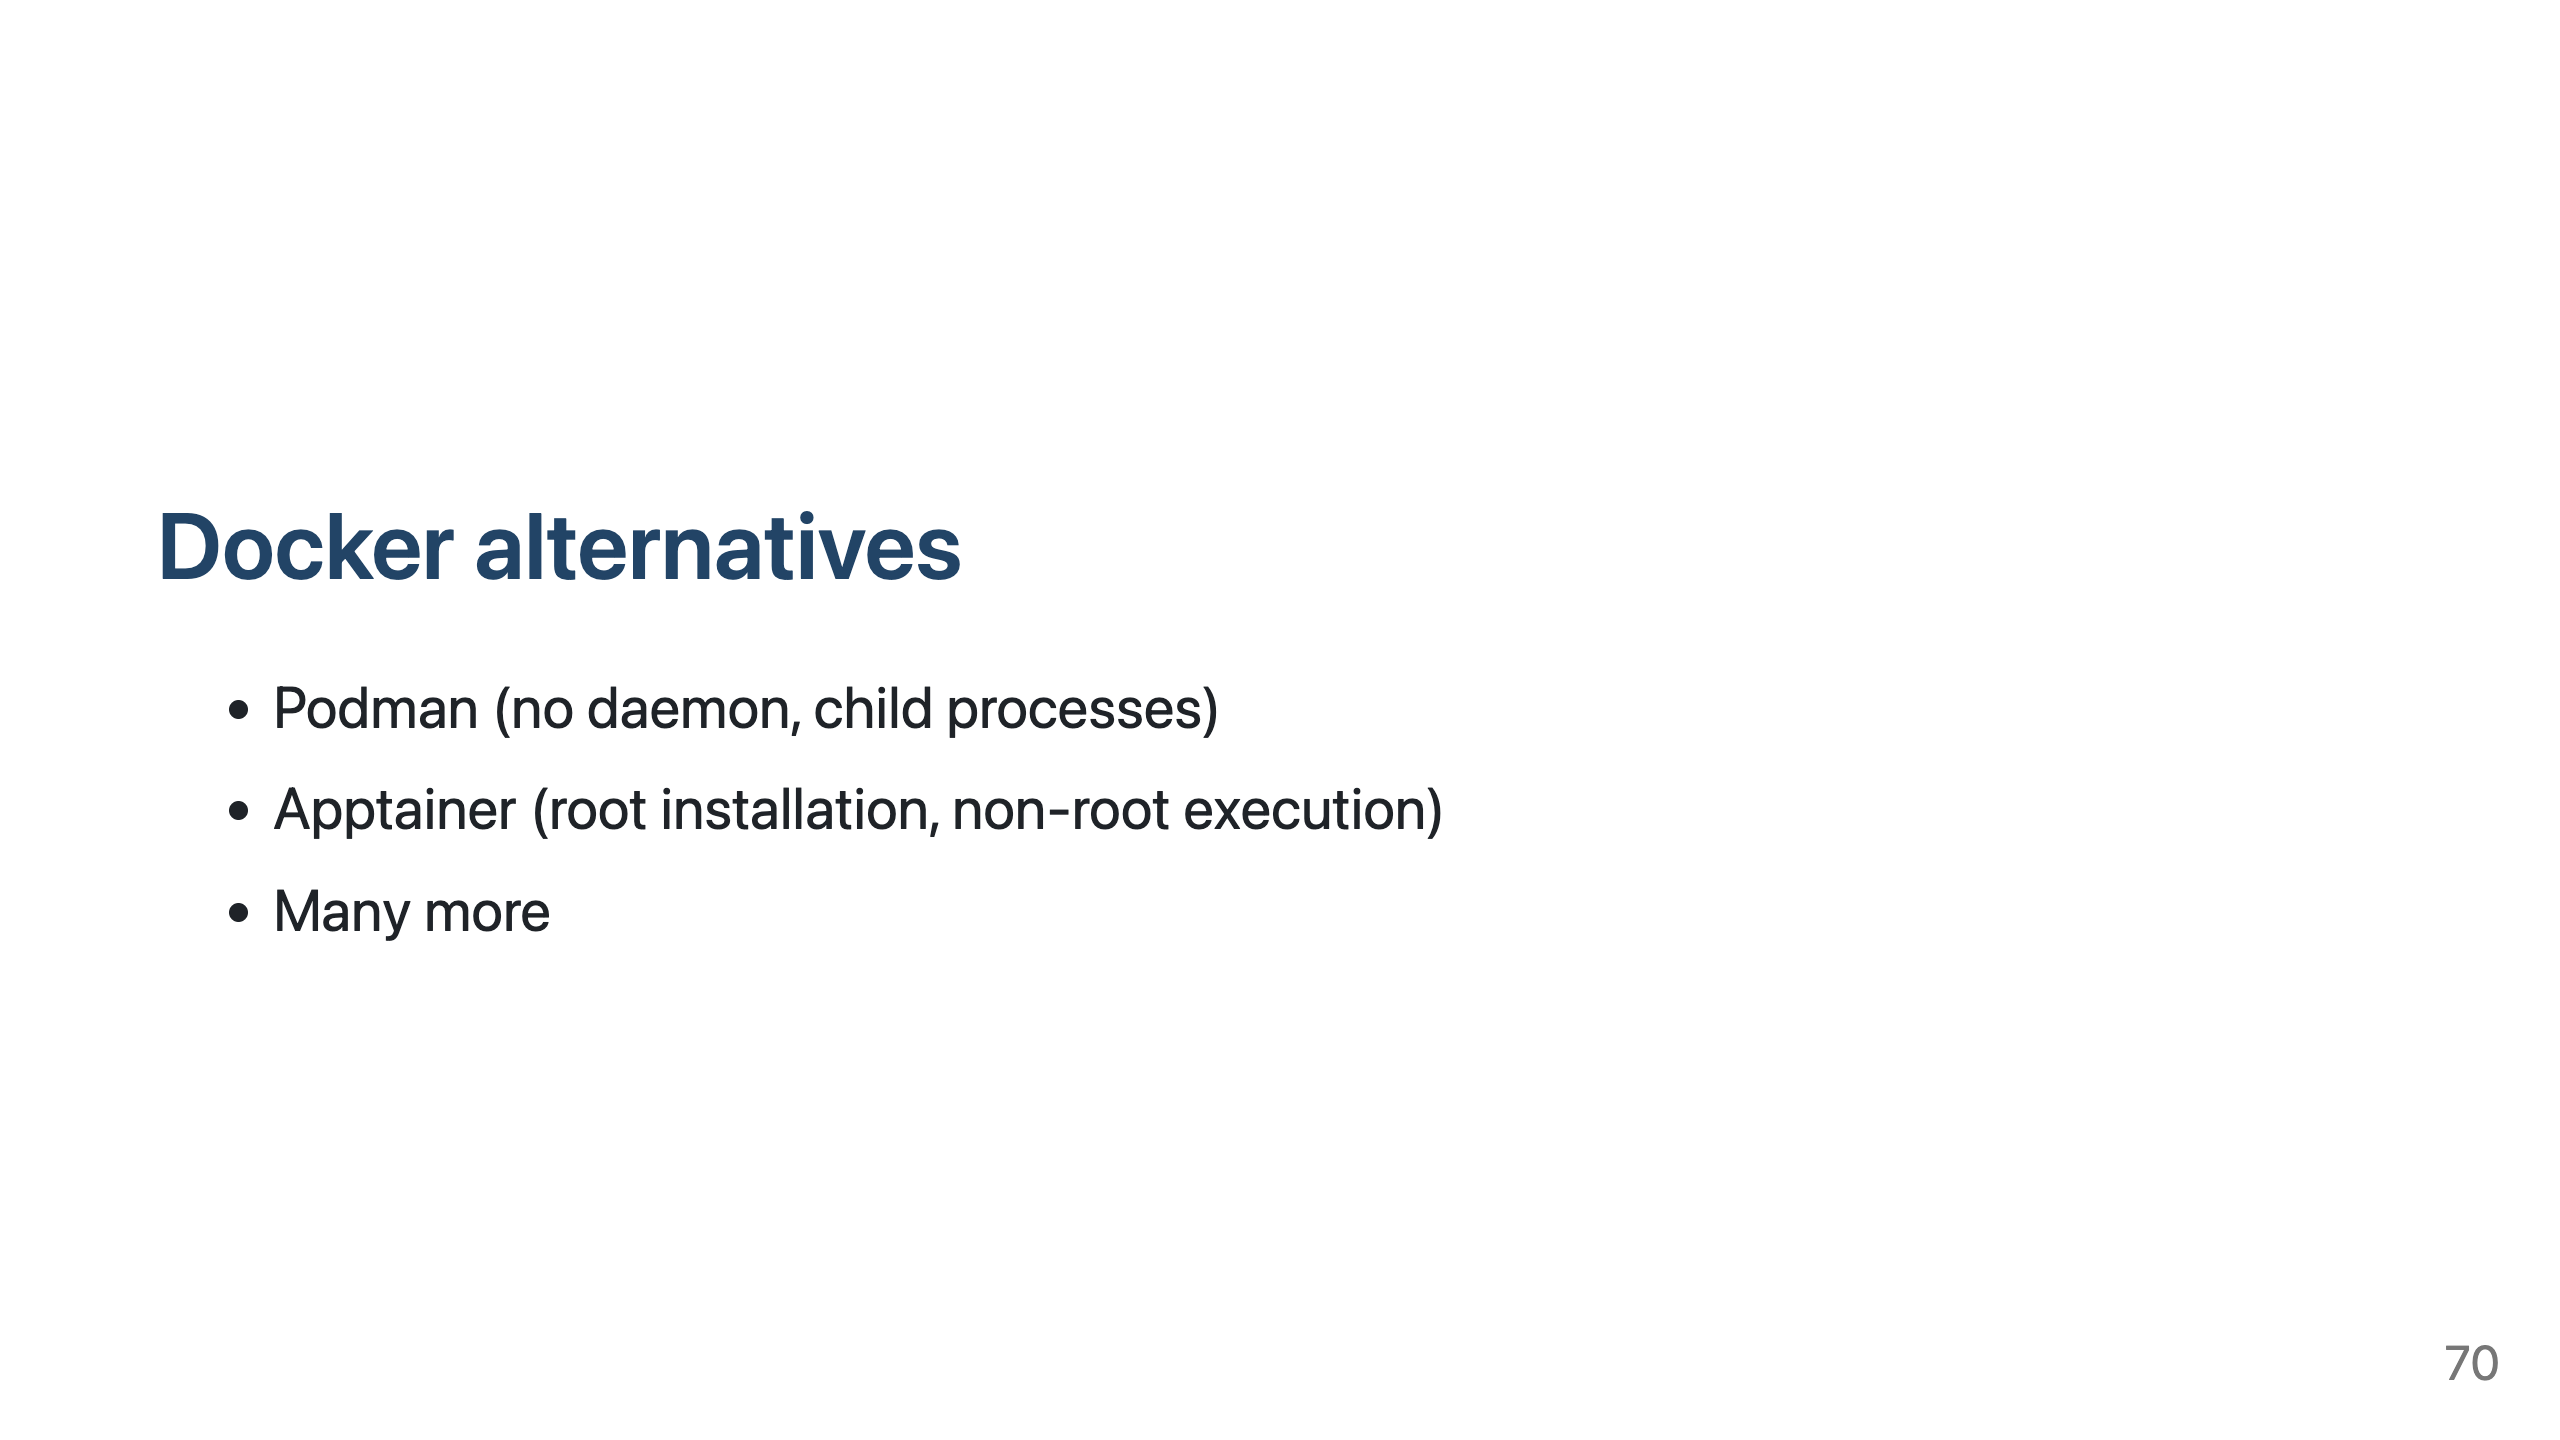 Docker alternatives
• Podman (no daemon, child processes)
• Apptainer (root installation, non-root execution)
• Many more
70